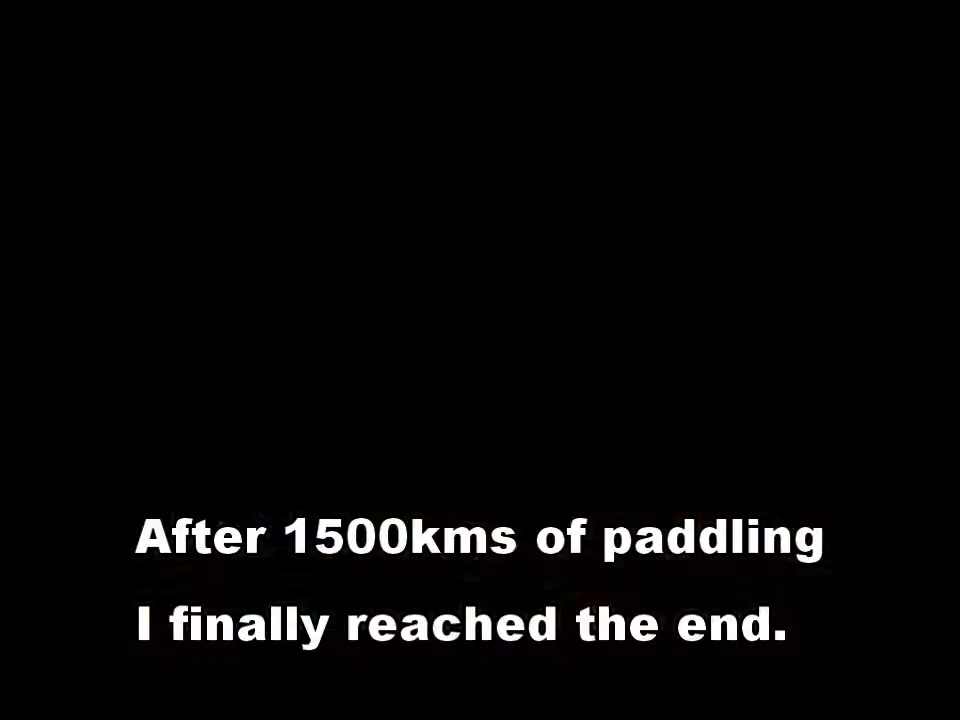 After 1500kms of paddling
I finally reached the end.